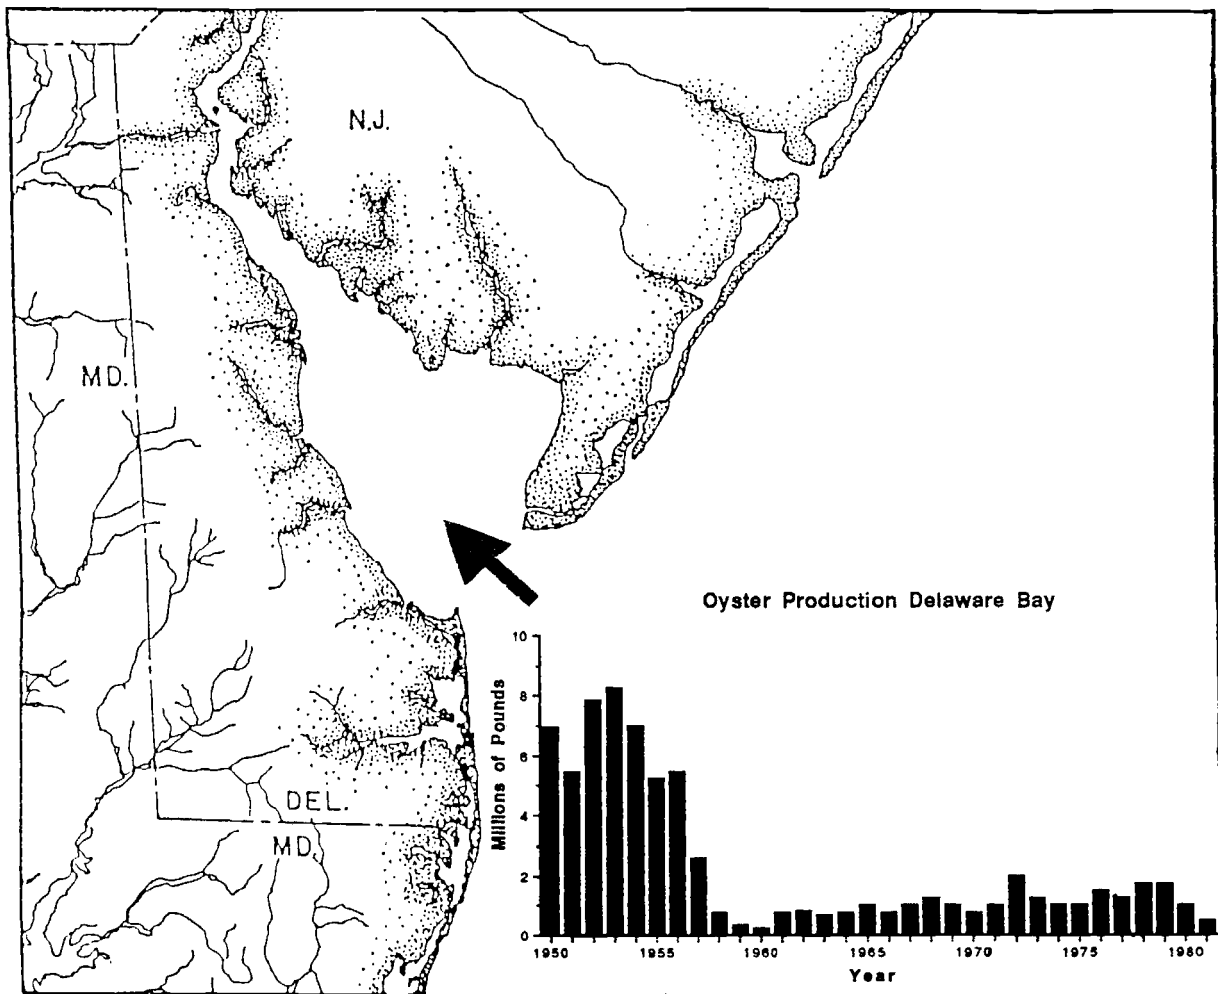 N.J.
MD.
DEL.
MD.
Oyster Production Delaware Bay
Millions of Pounds
10
8
6
4
2
0
1950 1955 1960 1965 1970 1975 1980
Year